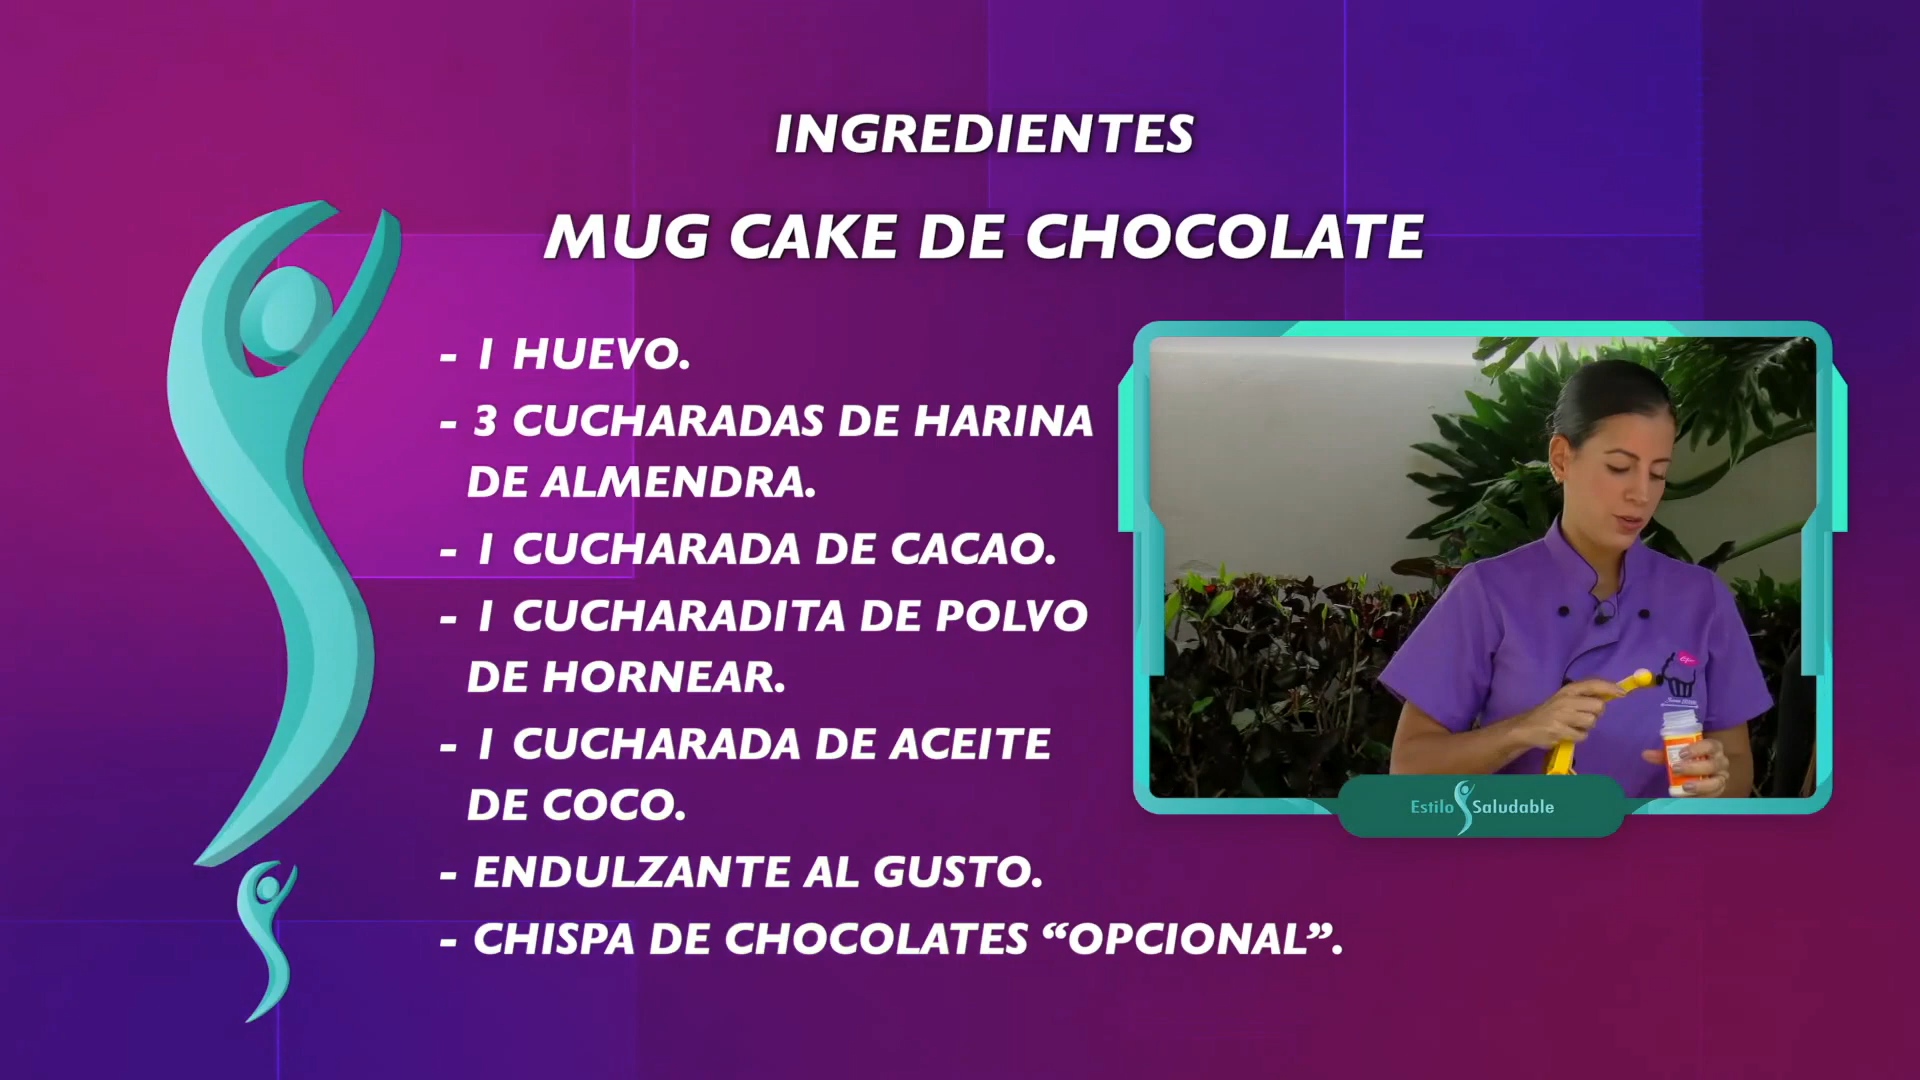 INGREDIENTES
MUG CAKE DE CHOCOLATE
- 1 HUEVO.
- 3 CUCHARADAS DE HARINA
DE ALMENDRA.
- 1 CUCHARADA DE CACAO.
- 1 CUCHARADITA DE POLVO
DE HORNEAR.
- 1 CUCHARADA DE ACEITE
DE COCO.
- ENDULZANTE AL GUSTO.
- CHISPA DE CHOCOLATES “OPCIONAL”.
Estilo Saludable